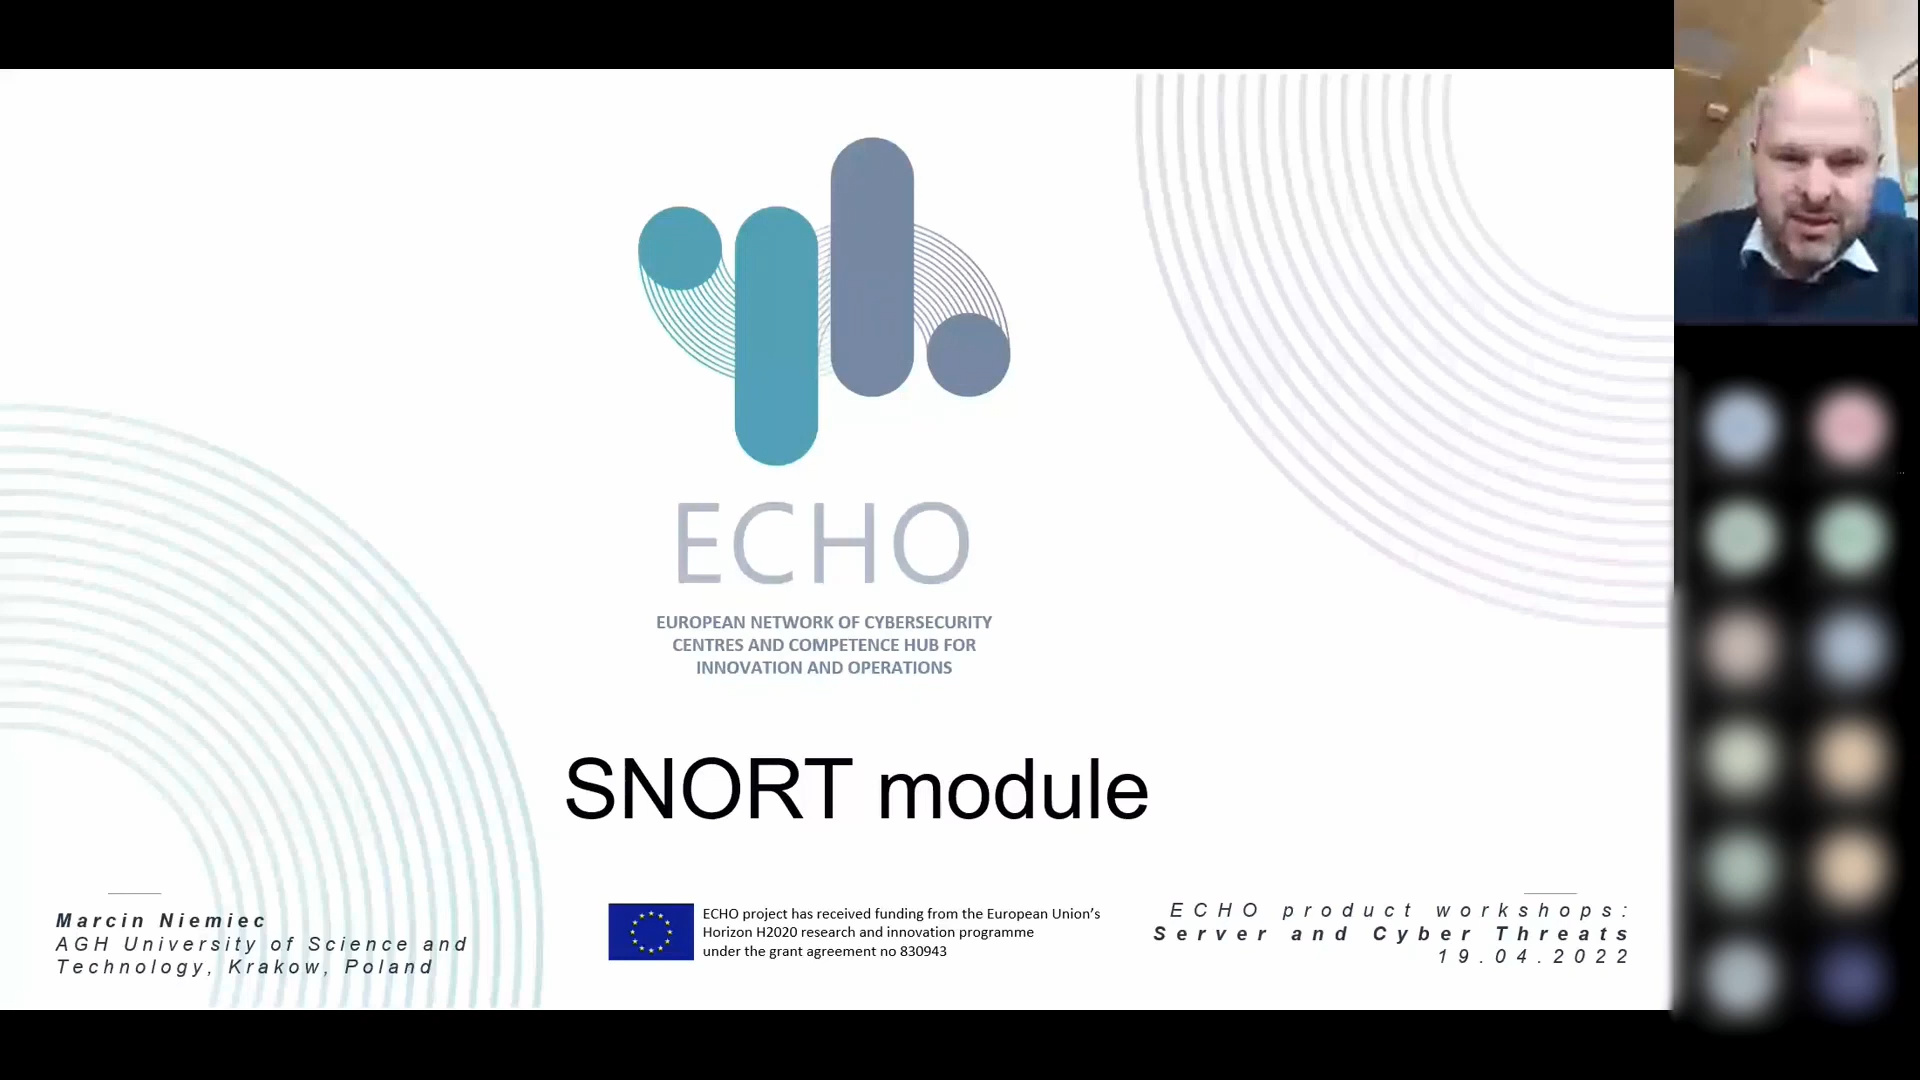 ECHO
EUROPEAN NETWORK OF CYBERSECURITY
CENTRES AND COMPETENCE HUB FOR
INNOVATION AND OPERATIONS
SNORT module
Marcin Niemiec
AGH University of Science and
Technology, Krakow, Poland
ECHO project has received funding from the European Union’s
Horizon H2020 research and innovation programme
under the grant agreement no 830943
ECHO product workshops:
Server and Cyber Threats
19.04.2022